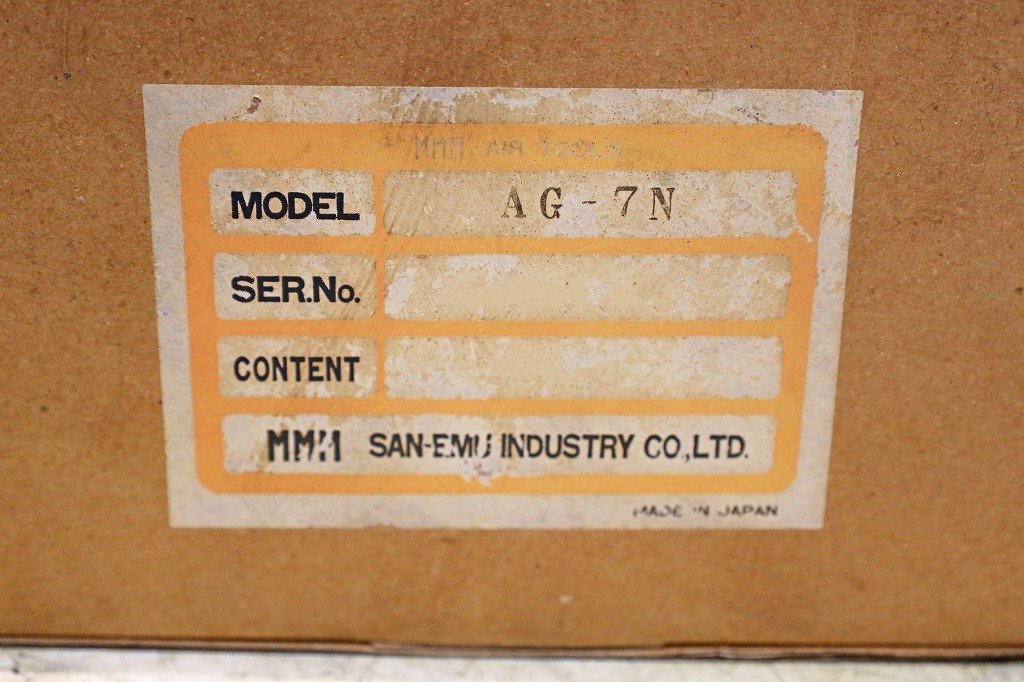 MMM AIR TOOLS
MODEL AG-7N
SER.No.
CONTENT
MMM SAN-EMU INDUSTRY CO.,LTD.
MADE IN JAPAN